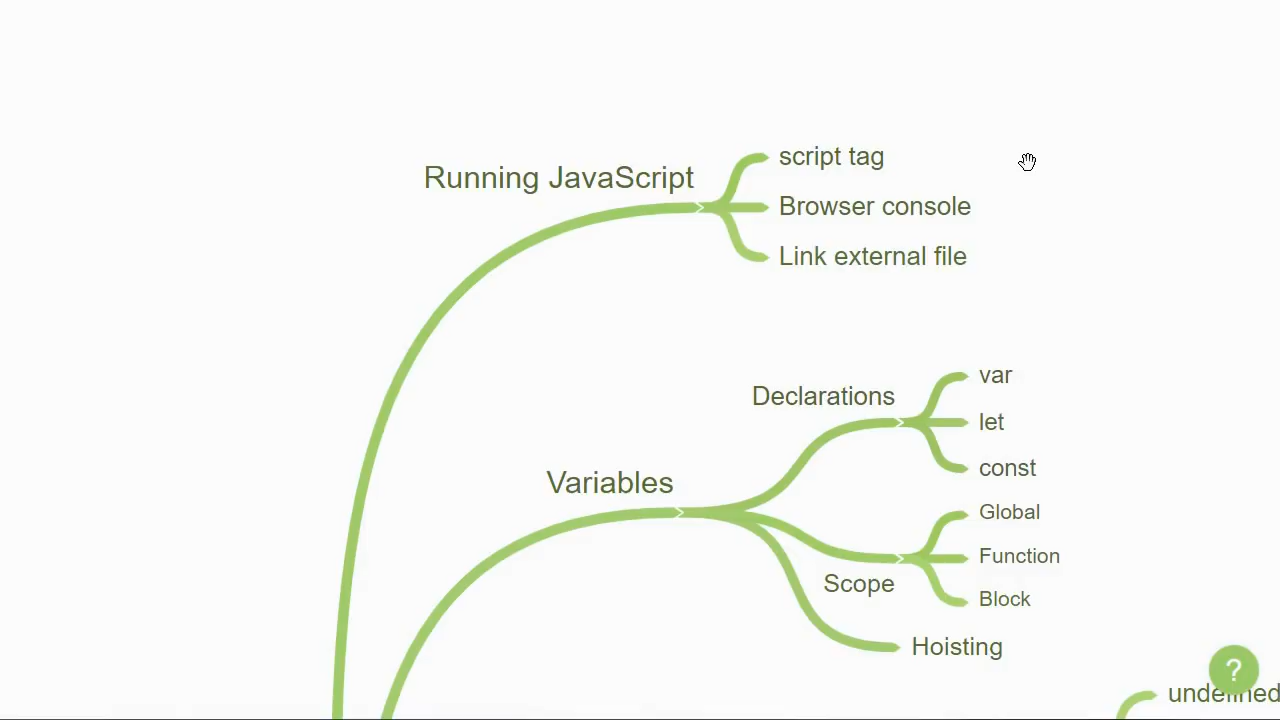 Running JavaScript
script tag
Browser console
Link external file
Variables
Declarations
var
let
const
Scope
Global
Function
Block
Hoisting
undefined
?